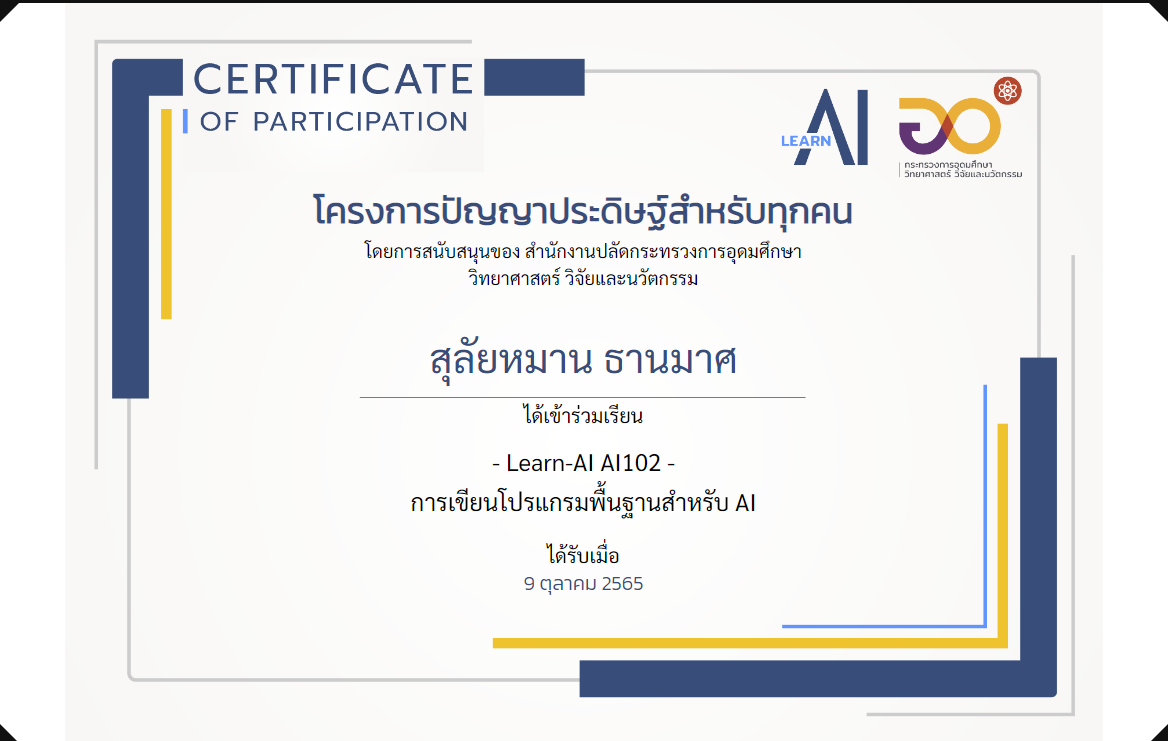 CERTIFICATE
OF PARTICIPATION
LEARN AI
กระทรวงการอุดมศึกษา
วิทยาศาสตร์ วิจัยและนวัตกรรม
โครงการปัญญาประดิษฐ์สำหรับทุกคน
โดยการสนับสนุนของ สำนักงานปลัดกระทรวงการอุดมศึกษา
วิทยาศาสตร์ วิจัยและนวัตกรรม
สุลัยหมาน ธานมาศ
ได้เข้าร่วมเรียน
- Learn-AI AI102 -
การเขียนโปรแกรมพื้นฐานสำหรับ AI
ได้รับเมื่อ
9 ตุลาคม 2565